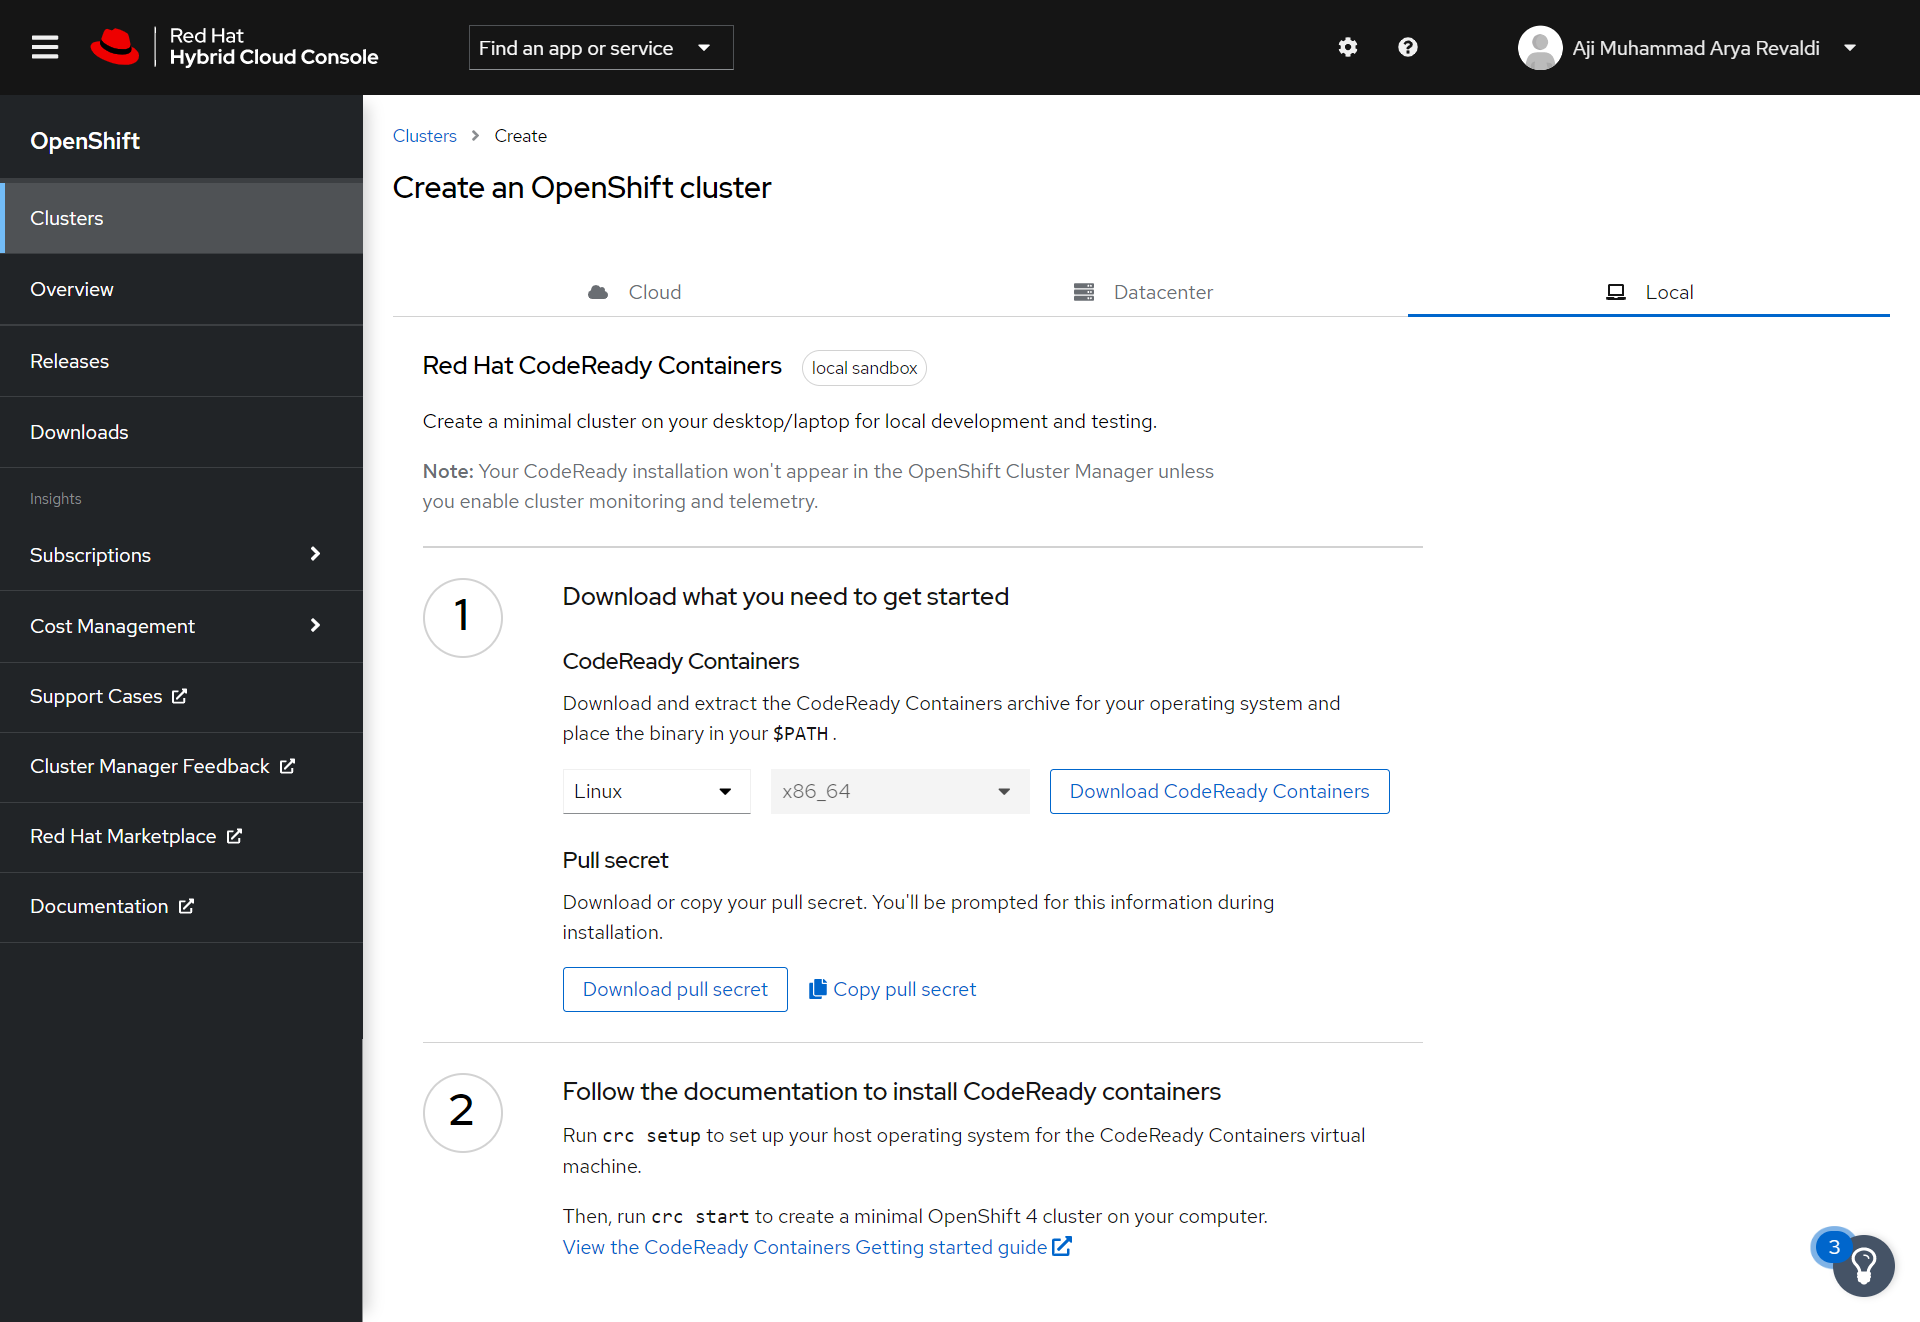 Red Hat
Hybrid Cloud Console
Find an app or service
Aji Muhammad Arya Revaldi
OpenShift
Clusters
Overview
Releases
Downloads
Insights
Subscriptions
Cost Management
Support Cases
Cluster Manager Feedback
Red Hat Marketplace
Documentation
Clusters > Create
Create an OpenShift cluster
Cloud
Datacenter
Local
Red Hat CodeReady Containers
local sandbox
Create a minimal cluster on your desktop/laptop for local development and testing.
Note: Your CodeReady installation won't appear in the OpenShift Cluster Manager unless
you enable cluster monitoring and telemetry.
1
Download what you need to get started
CodeReady Containers
Download and extract the CodeReady Containers archive for your operating system and
place the binary in your $PATH.
Linux
x86_64
Download CodeReady Containers
Pull secret
Download or copy your pull secret. You'll be prompted for this information during
installation.
Download pull secret
Copy pull secret
2
Follow the documentation to install CodeReady containers
Run crc setup to set up your host operating system for the CodeReady Containers virtual
machine.
Then, run crc start to create a minimal OpenShift 4 cluster on your computer.
View the CodeReady Containers Getting started guide
3